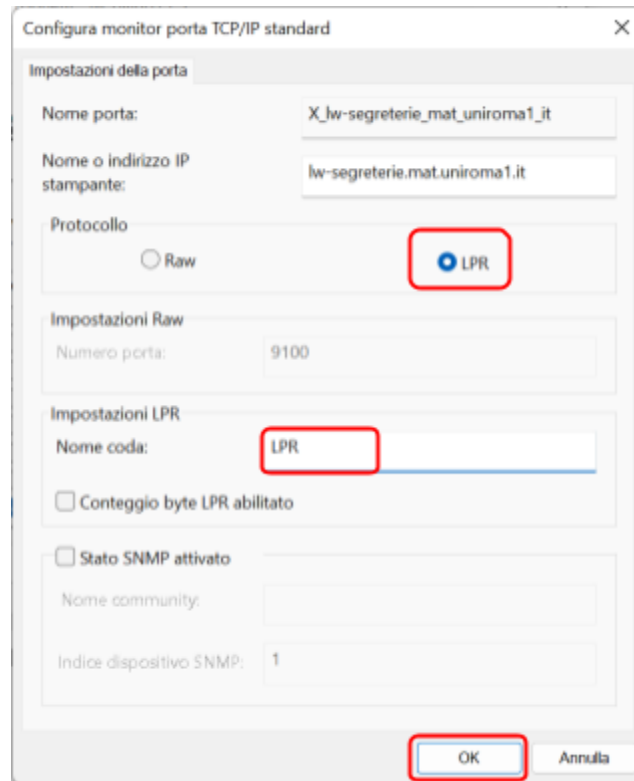 Configura monitor porta TCP/IP standard
Impostazioni della porta
Nome porta: X_lw-segreterie_mat_uniroma1_it
Nome o indirizzo IP
stampante: lw-segreterie.mat.uniroma1.it
Protocollo
Raw LPR
Impostazioni Raw
Numero porta: 9100
Impostazioni LPR
Nome coda: LPR
Conteggio byte LPR abilitato
Stato SNMP attivato
Nome community:
Indice dispositivo SNMP: 1
OK Annulla